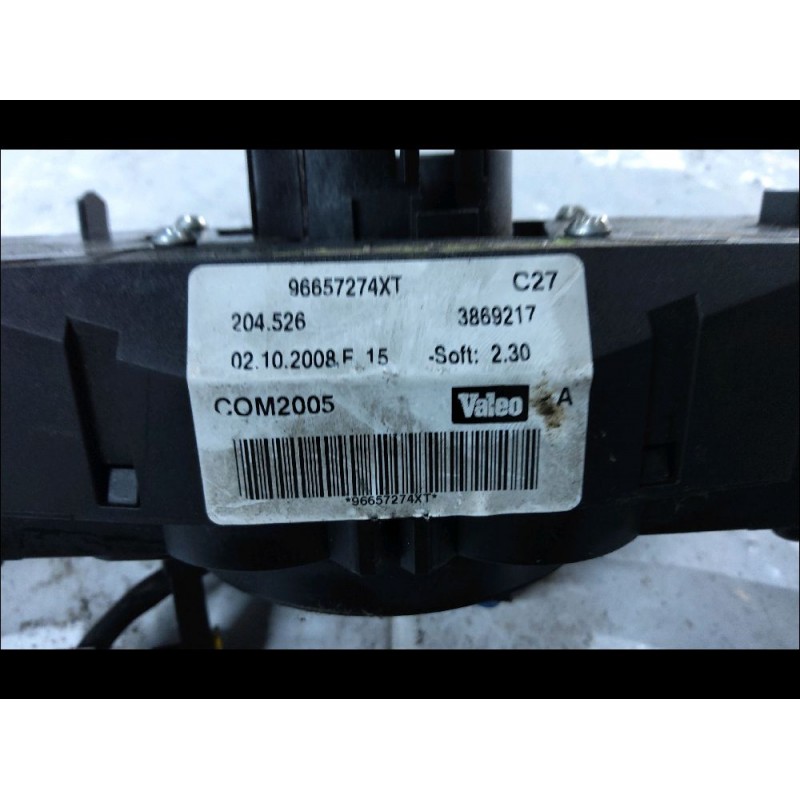 96657274XT C27
204.526 3869217
02.10.2008 F 15 -Soft: 2.30
COM2005 Valeo A
*96657274XT*